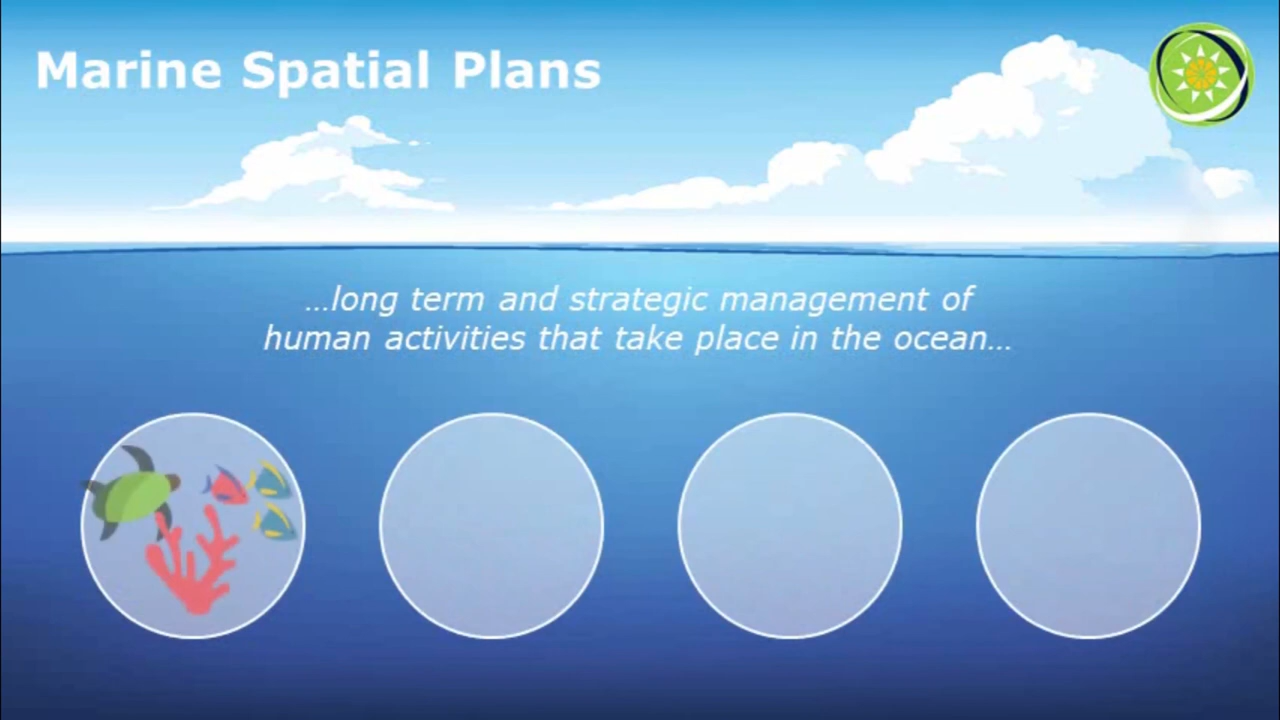 Marine Spatial Plans
…long term and strategic management of
human activities that take place in the ocean…